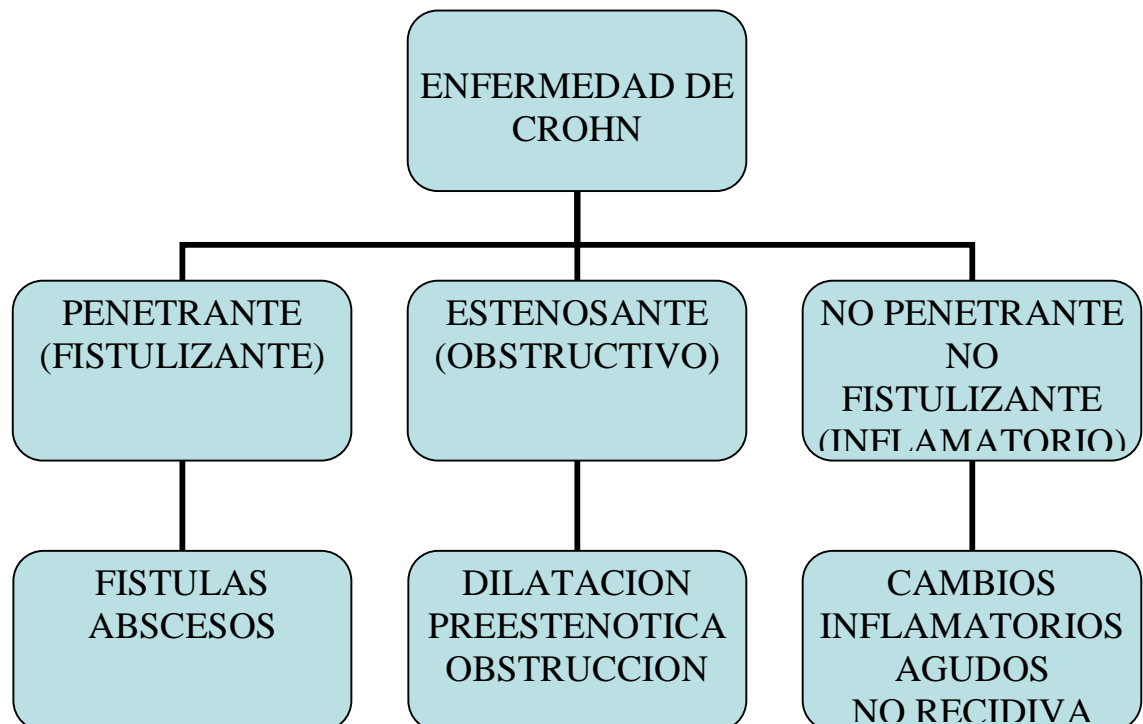 ENFERMEDAD DE
CROHN
PENETRANTE
(FISTULIZANTE)
ESTENOSANTE
(OBSTRUCTIVO)
NO PENETRANTE
NO
FISTULIZANTE
(INFLAMATORIO)
FISTULAS
ABSCESOS
DILATACION
PREESTENOTICA
OBSTRUCCION
CAMBIOS
INFLAMATORIOS
AGUDOS
NO RECIDIVA